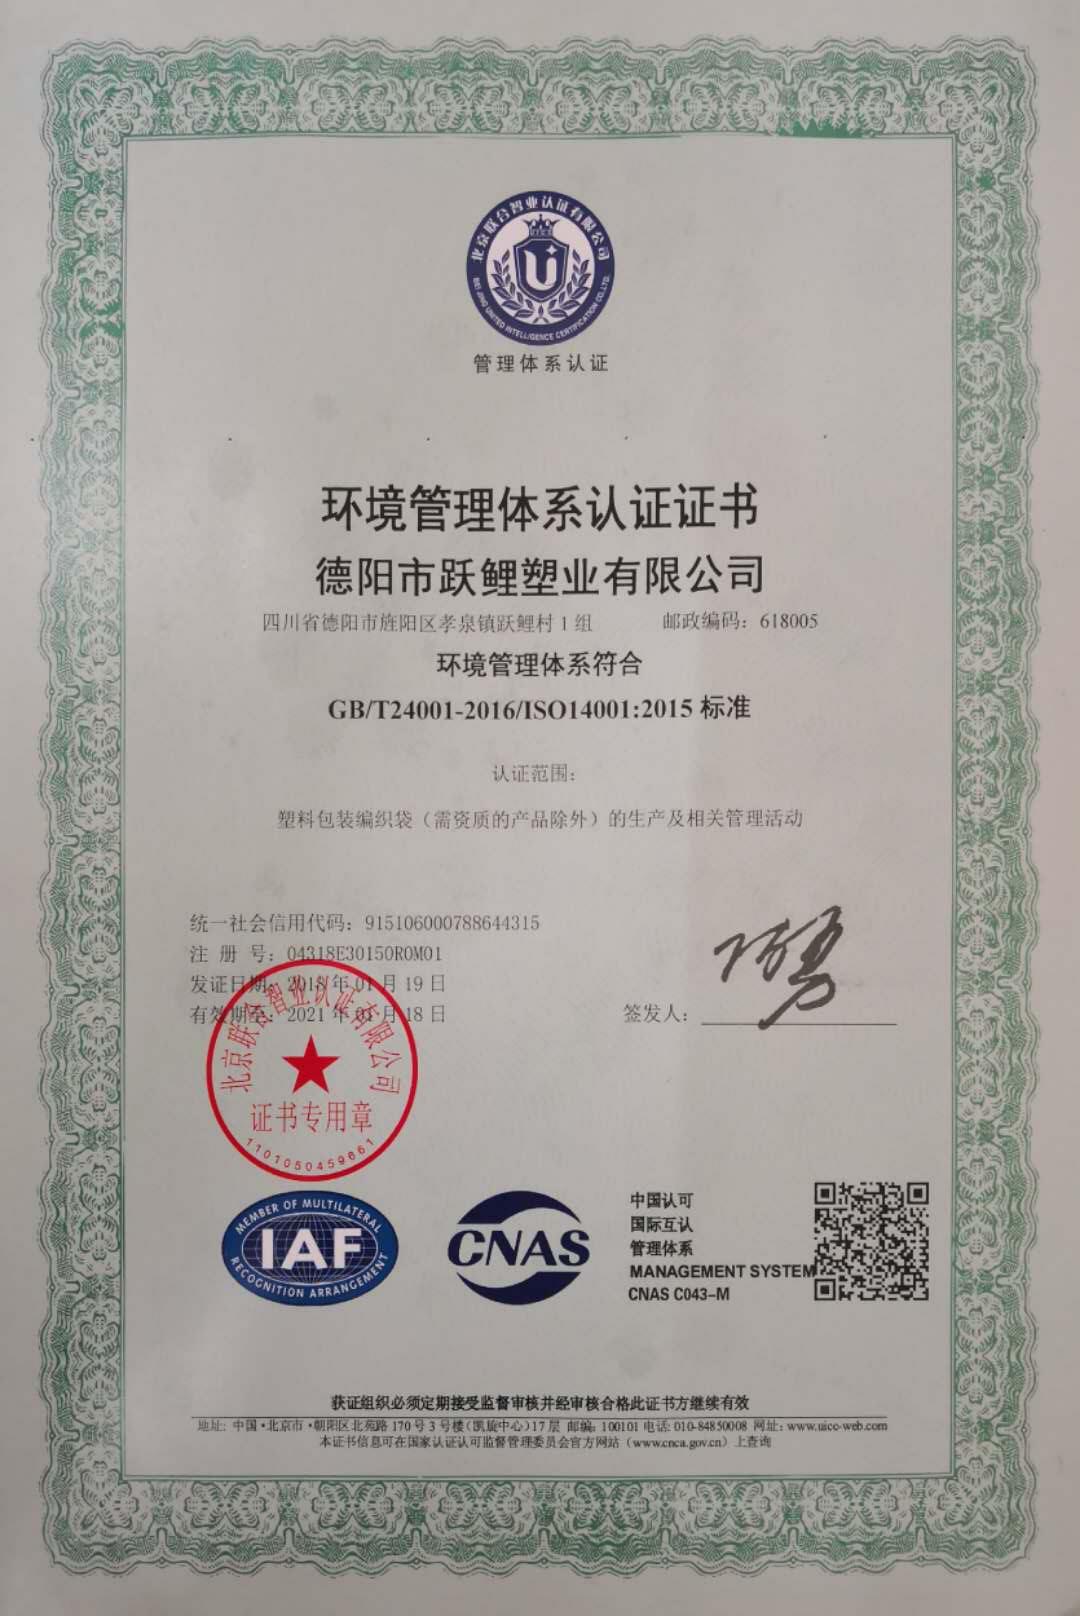 北京联合智业认证有限公司
BEI JING UNITED INTELLIGENCE CERTIFICATION CO.,LTD.
管理体系认证
环境管理体系认证证书
德阳市跃鲤塑业有限公司
四川省德阳市旌阳区孝泉镇跃鲤村1组 邮政编码：618005
环境管理体系符合
GB/T24001-2016/ISO14001:2015 标准
认证范围：
塑料包装编织袋（需资质的产品除外）的生产及相关管理活动
统一社会信用代码：915106000788644315
注 册 号：04318E30150R0M01
发证日期：2018年01月19日
有效期至：2021年01月18日
签发人：
北京联合智业认证有限公司
证书专用章
1101050459661
MEMBER OF MULTILATERAL
IAF
RECOGNITION ARRANGEMENT
CNAS
中国认可
国际互认
管理体系
MANAGEMENT SYSTEM
CNAS C043-M
获证组织必须定期接受监督审核并经审核合格此证书方继续有效
地址: 中国·北京市·朝阳区北苑路170号3号楼(凯旋中心)17层 邮编: 100101 电话: 010-84850008 网址: www.uicc-web.com
本证书信息可在国家认证认可监督管理委员会官方网站（www.cnca.gov.cn）上查询